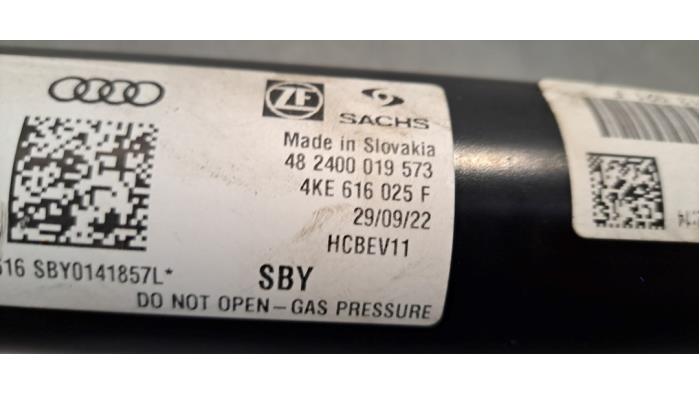 ZF
SACHS
Made in Slovakia
48 2400 019 573
4KE 616 025 F
29/09/22
HCBEV11
616 SBY0141857L*
SBY
DO NOT OPEN-GAS PRESSURE